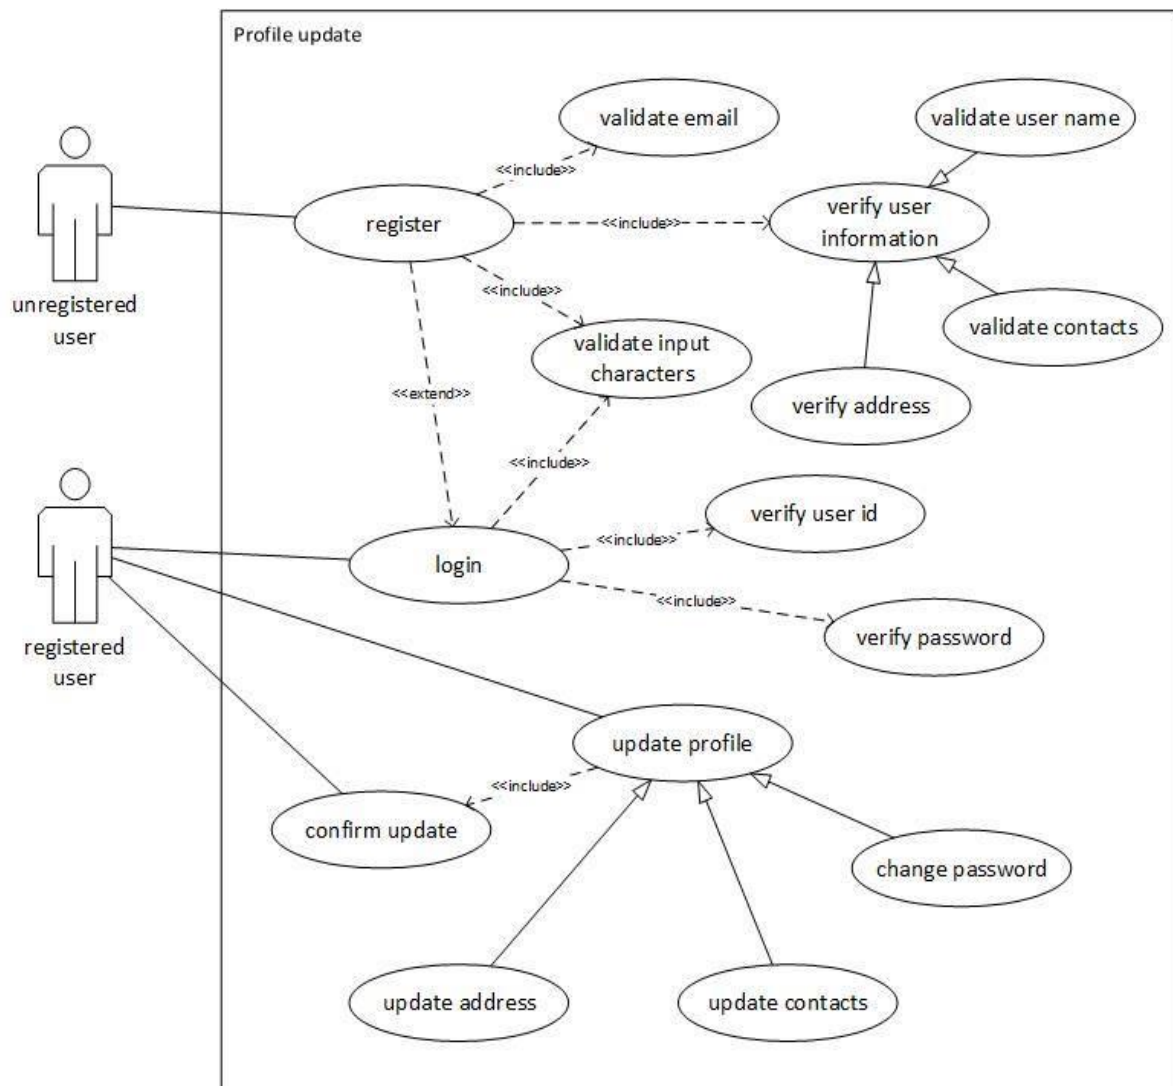 Profile update
validate email
validate user name
<<include>>
register
<<include>>
verify user
information
unregistered
user
<<include>>
validate input
characters
validate contacts
<<extend>>
verify address
<<include>>
verify user id
<<include>>
login
<<include>>
verify password
registered
user
update profile
<<include>>
confirm update
change password
update address
update contacts